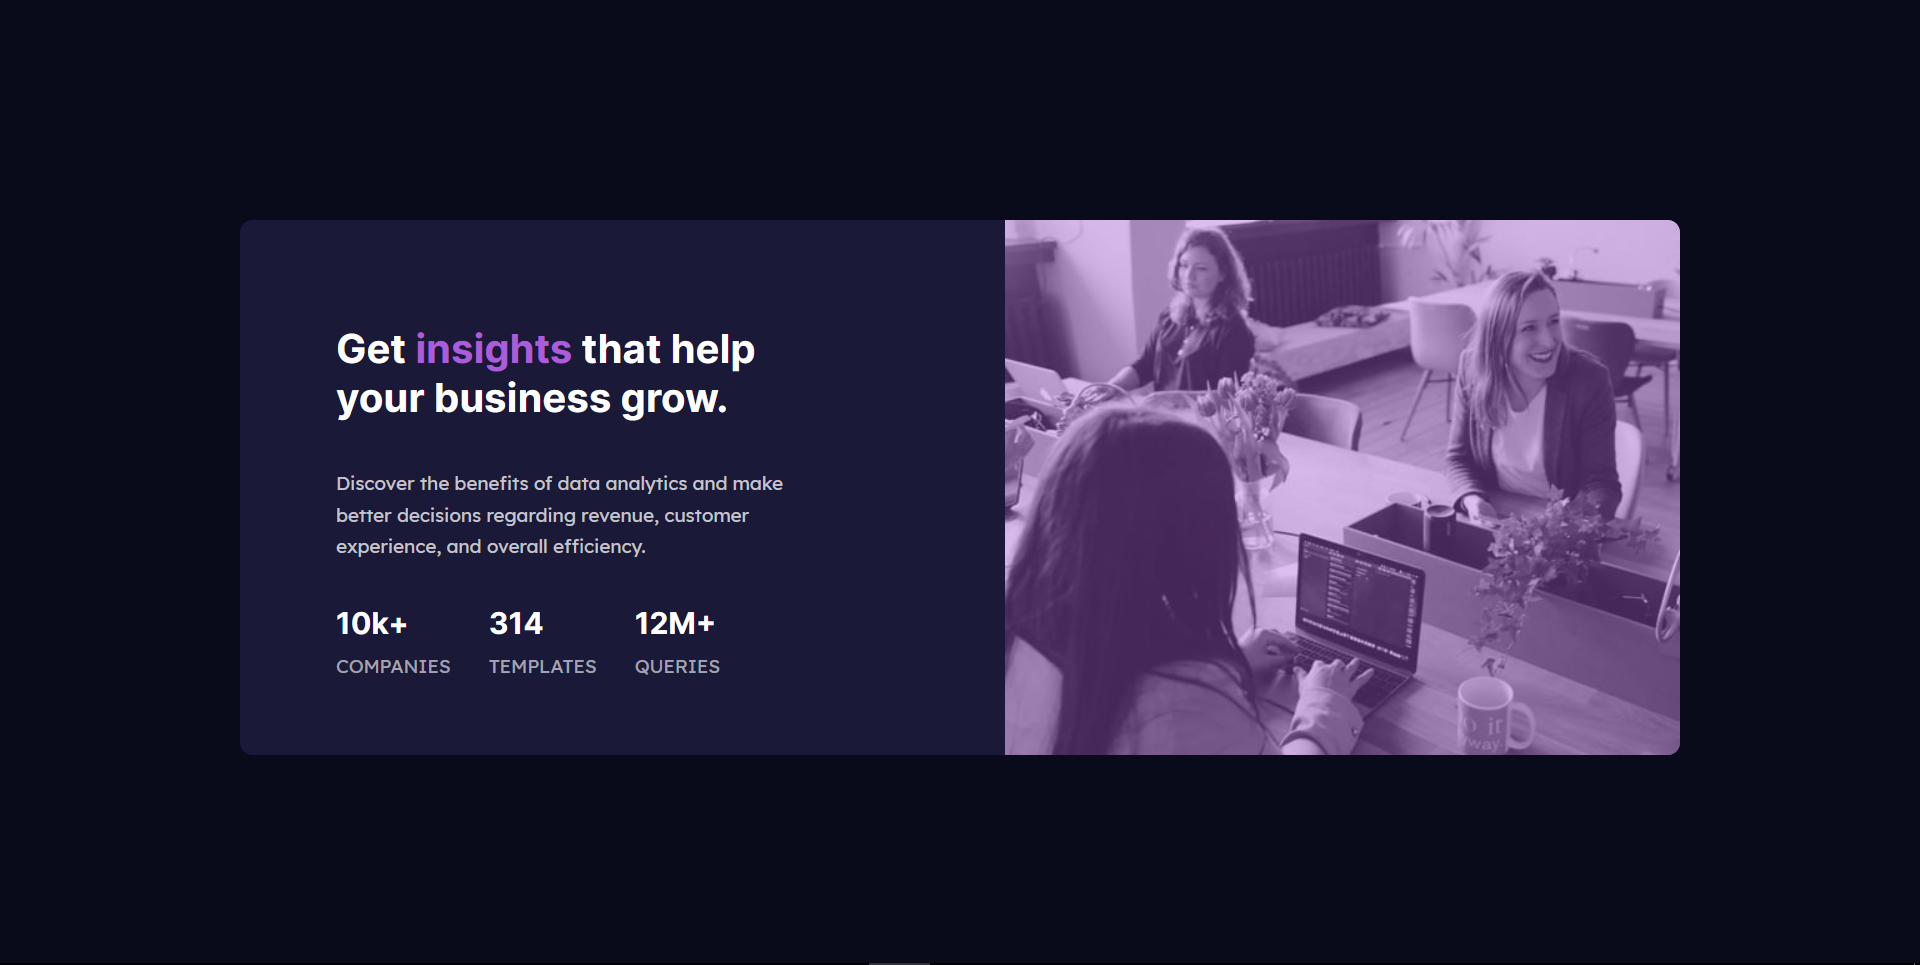 Get insights that help
your business grow.
Discover the benefits of data analytics and make
better decisions regarding revenue, customer
experience, and overall efficiency.
10k+ 314 12M+
COMPANIES TEMPLATES QUERIES